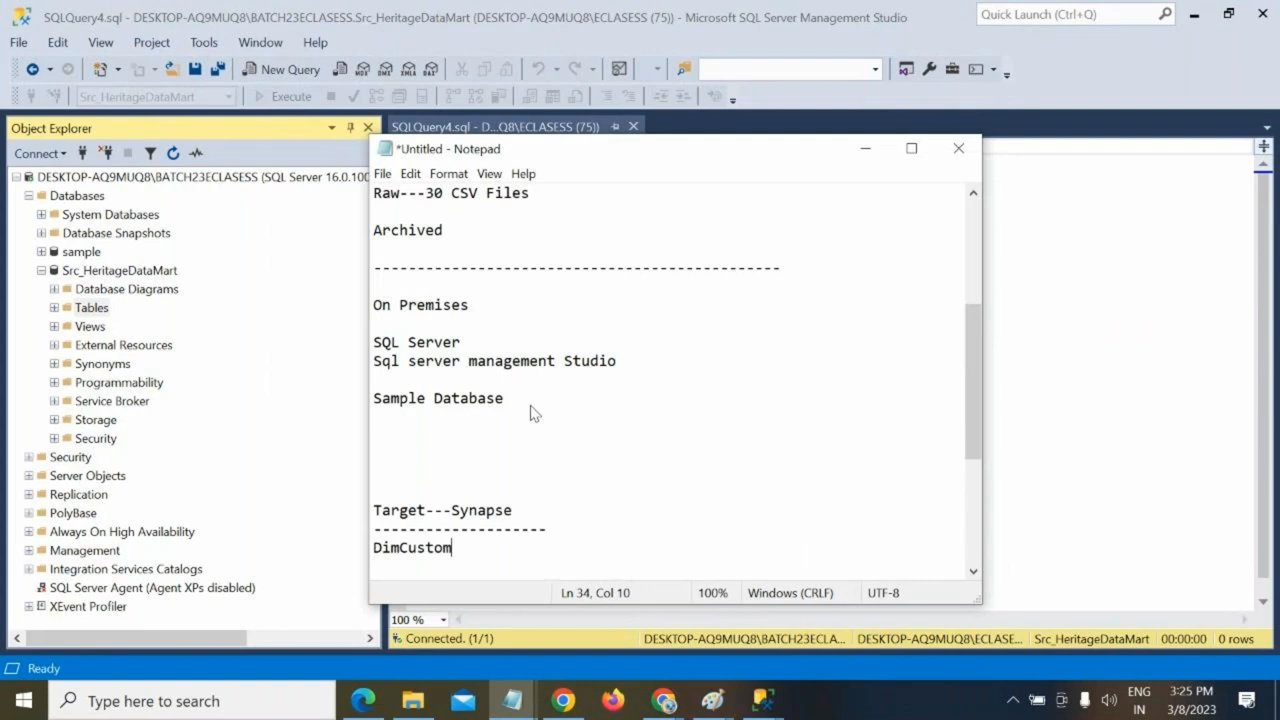 SQLQuery4.sql - DESKTOP-AQ9MUQ8\BATCH23ECLASESS.Src_HeritageDataMart (DESKTOP-AQ9MUQ8\ECLASESS (75)) - Microsoft SQL Server Management Studio
Quick Launch (Ctrl+Q)
File Edit View Project Tools Window Help
New Query
MDX DMX XMLA DAX
Src_HeritageDataMart
Execute
Object Explorer
SQLQuery4.sql - D...Q8\ECLASESS (75))
Connect
DESKTOP-AQ9MUQ8\BATCH23ECLASESS (SQL Server 16.0.100
Databases
System Databases
Database Snapshots
sample
Src_HeritageDataMart
Database Diagrams
Tables
Views
External Resources
Synonyms
Programmability
Service Broker
Storage
Security
Security
Server Objects
Replication
PolyBase
Always On High Availability
Management
Integration Services Catalogs
SQL Server Agent (Agent XPs disabled)
XEvent Profiler
*Untitled - Notepad
File Edit Format View Help
Raw---30 CSV Files
Archived
-----------------------------------------------
On Premises
SQL Server
Sql server management Studio
Sample Database
Target---Synapse
--------------------
DimCustom
Ln 34, Col 10
100%
Windows (CRLF)
UTF-8
100 %
Connected. (1/1)
DESKTOP-AQ9MUQ8\BATCH23ECLA...
DESKTOP-AQ9MUQ8\ECLASE...
Src_HeritageDataMart
00:00:00
0 rows
Ready
Type here to search
ENG
IN
3:25 PM
3/8/2023